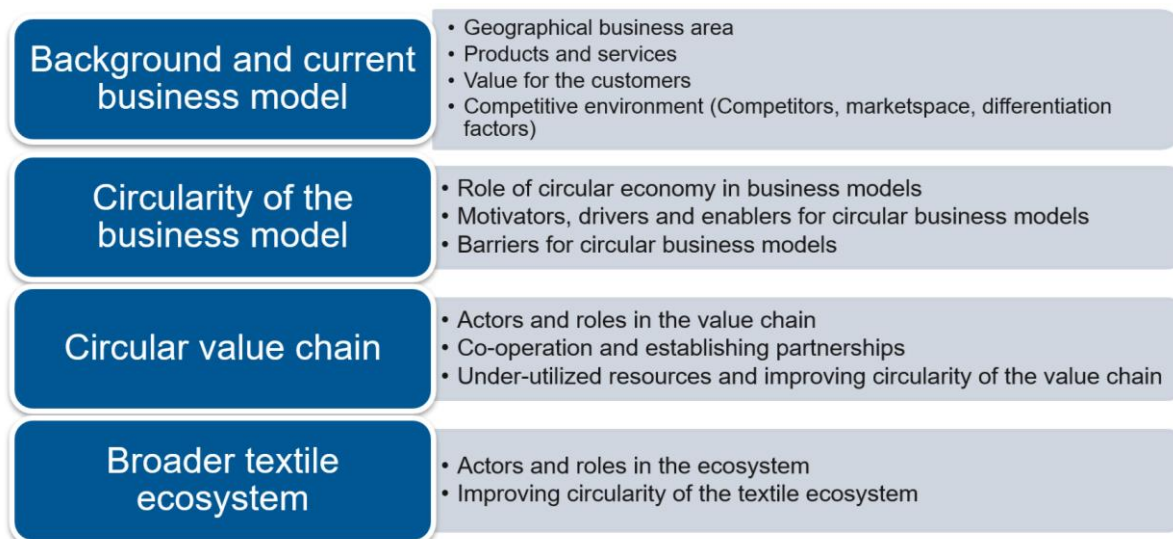 Background and current
business model
• Geographical business area
• Products and services
• Value for the customers
• Competitive environment (Competitors, marketspace, differentiation
factors)
Circularity of the
business model
• Role of circular economy in business models
• Motivators, drivers and enablers for circular business models
• Barriers for circular business models
Circular value chain
• Actors and roles in the value chain
• Co-operation and establishing partnerships
• Under-utilized resources and improving circularity of the value chain
Broader textile
ecosystem
• Actors and roles in the ecosystem
• Improving circularity of the textile ecosystem